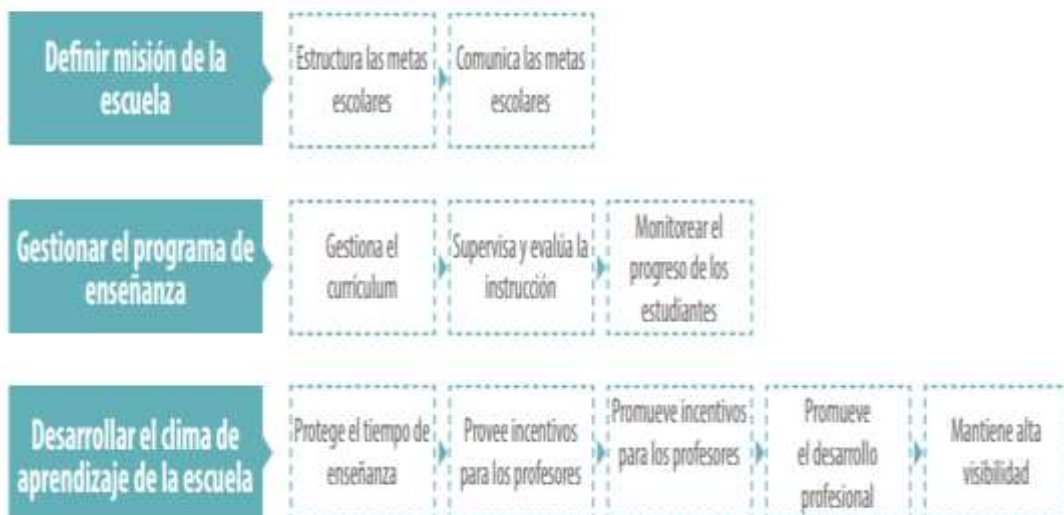 Definir misión de la
escuela
Estructura las metas
escolares
Comunica las metas
escolares
Gestionar el programa de
enseñanza
Gestiona el
currículum
Supervisa y evalúa la
instrucción
Monitorear el
progreso de los
estudiantes
Desarrollar el clima de
aprendizaje de la escuela
Protege el tiempo de
enseñanza
Provee incentivos
para los profesores
Promueve incentivos
para los profesores
Promueve
el desarrollo
profesional
Mantiene alta
visibilidad